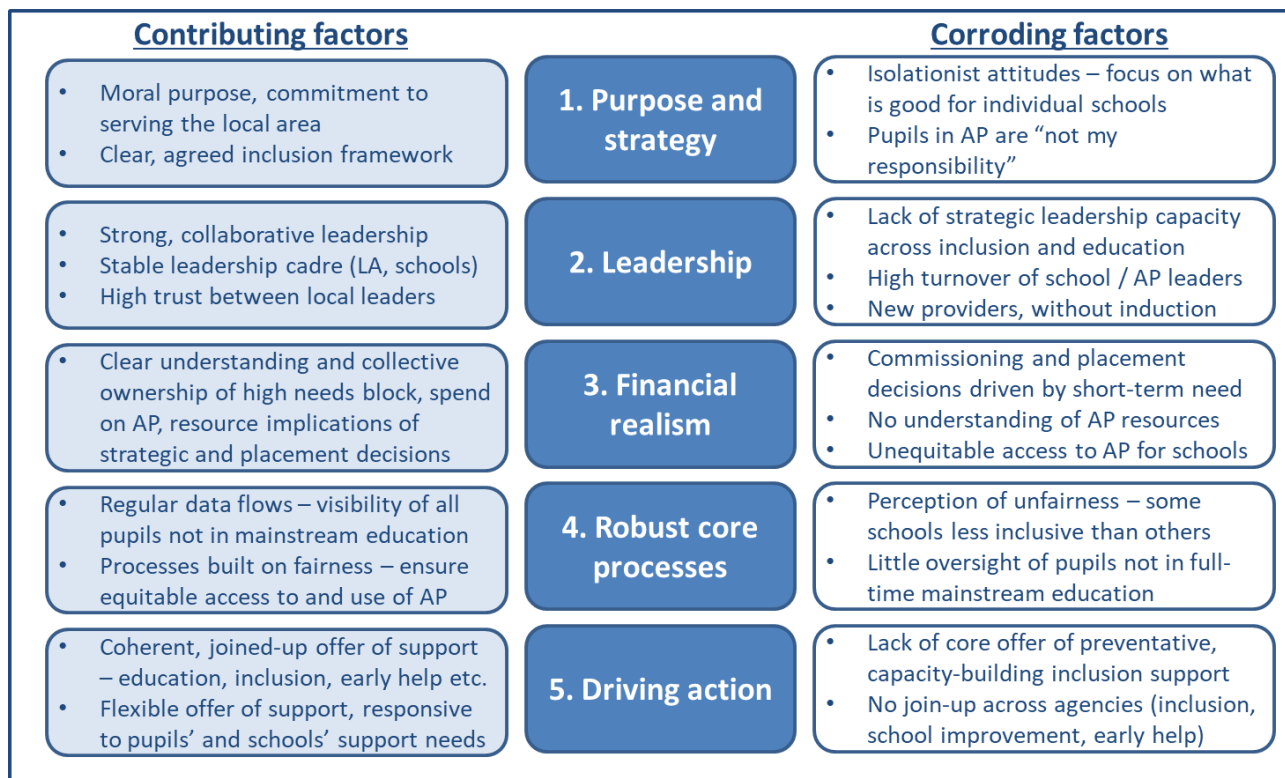 Contributing factors
Corroding factors
• Moral purpose, commitment to
serving the local area
• Clear, agreed inclusion framework
1. Purpose and
strategy
• Isolationist attitudes – focus on what
is good for individual schools
• Pupils in AP are “not my
responsibility”
• Strong, collaborative leadership
• Stable leadership cadre (LA, schools)
• High trust between local leaders
2. Leadership
• Lack of strategic leadership capacity
across inclusion and education
• High turnover of school / AP leaders
• New providers, without induction
• Clear understanding and collective
ownership of high needs block, spend
on AP, resource implications of
strategic and placement decisions
3. Financial
realism
• Commissioning and placement
decisions driven by short-term need
• No understanding of AP resources
• Unequitable access to AP for schools
• Regular data flows – visibility of all
pupils not in mainstream education
• Processes built on fairness – ensure
equitable access to and use of AP
4. Robust core
processes
• Perception of unfairness – some
schools less inclusive than others
• Little oversight of pupils not in full-
time mainstream education
• Coherent, joined-up offer of support
– education, inclusion, early help etc.
• Flexible offer of support, responsive
to pupils’ and schools’ support needs
5. Driving action
• Lack of core offer of preventative,
capacity-building inclusion support
• No join-up across agencies (inclusion,
school improvement, early help)